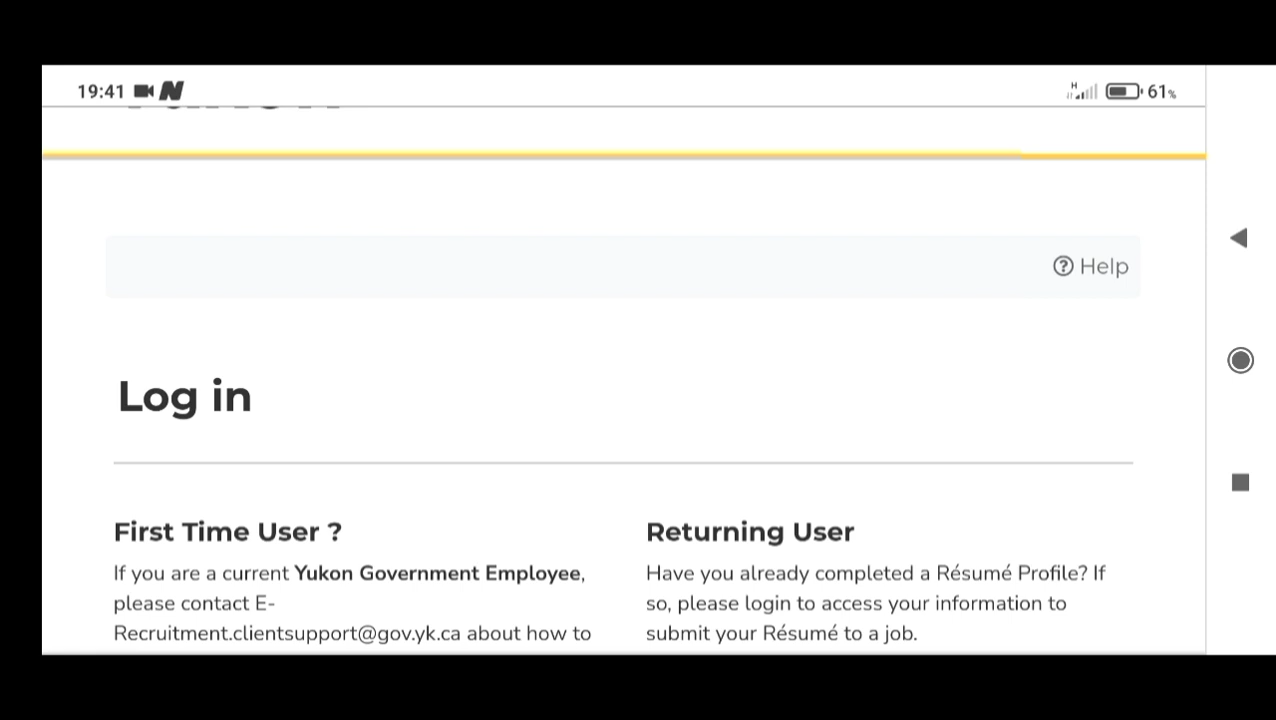 19:41
H
61%
Help
Log in
First Time User ?
If you are a current Yukon Government Employee,
please contact E-
Recruitment.clientsupport@gov.yk.ca about how to
Returning User
Have you already completed a Résumé Profile? If
so, please login to access your information to
submit your Résumé to a job.